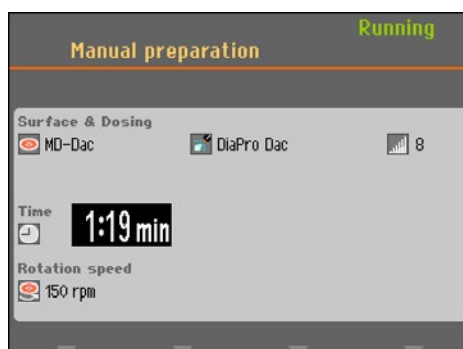 Running
Manual preparation
Surface & Dosing
MD-Dac DiaPro Dac 8
Time
1:19 min
Rotation speed
150 rpm